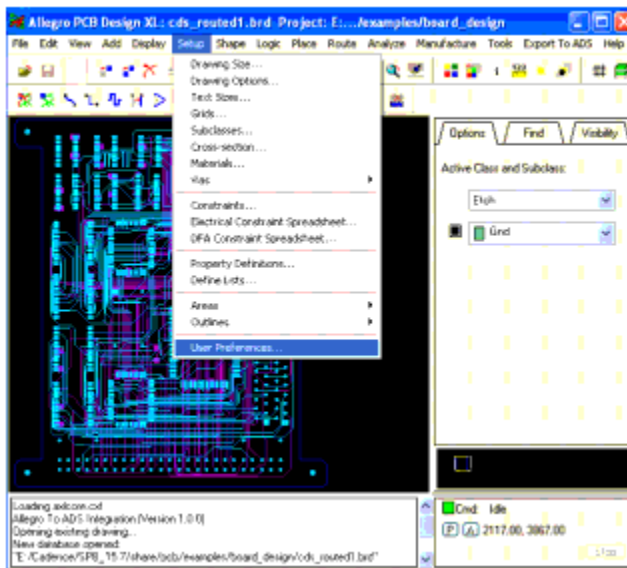 Allegro PCB Design XL: cds_routed1.brd Project: E:.../examples/board_design
File Edit View Add Display Setup Shape Logic Place Route Analyze Manufacture Tools Export To ADS Help
Drawing Size...
Drawing Options...
Text Sizes...
Grids...
Subclasses...
Cross-section...
Materials...
Vias
Constraints...
Electrical Constraint Spreadsheet...
DFA Constraint Spreadsheet...
Property Definitions...
Define Lists...
Areas
Outlines
User Preferences...
Options Find Visibility
Active Class and Subclass:
Etch
Gnd
Loading axlcore.cxt
Allegro To ADS Integration (Version 1.0.0)
Opening existing drawing...
New database opened:
"E:/Cadence/SPB_15.7/share/pcb/examples/board_design/cds_routed1.brd"
Cmd: Idle
P A 2117.00, 3867.00
Stop